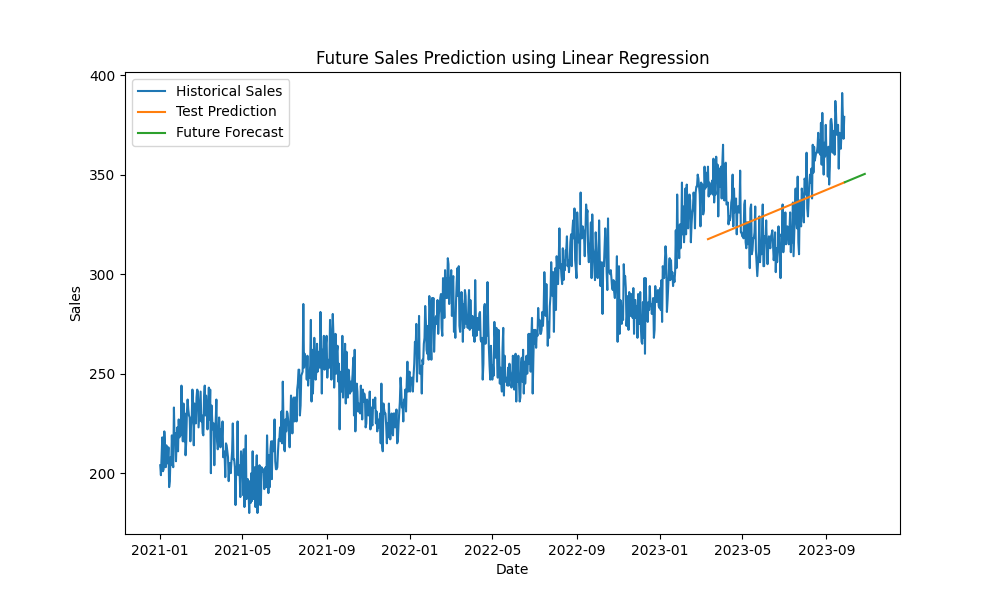 Future Sales Prediction using Linear Regression
Historical Sales
Test Prediction
Future Forecast
Sales
400
350
300
250
200
2021-01 2021-05 2021-09 2022-01 2022-05 2022-09 2023-01 2023-05 2023-09
Date